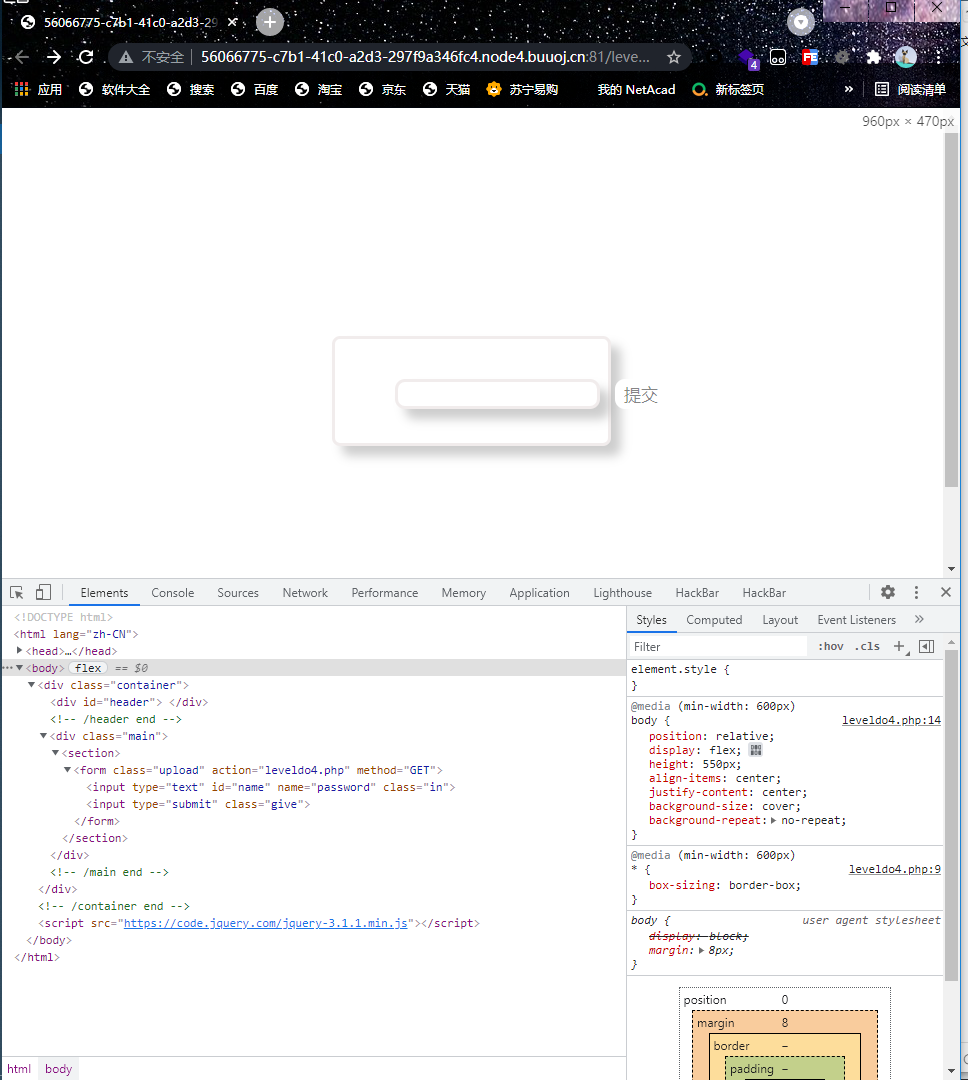 56066775-c7b1-41c0-a2d3-29
不安全 56066775-c7b1-41c0-a2d3-297f9a346fc4.node4.buuoj.cn:81/leve...
4
FE
应用 软件大全 搜索 百度 淘宝 京东 天猫 苏宁易购 我的 NetAcad 新标签页 » 阅读清单
960px × 470px
提交
Elements Console Sources Network Performance Memory Application Lighthouse HackBar HackBar
<!DOCTYPE html>
<html lang="zh-CN">
<head>…</head>
<body> flex == $0
<div class="container">
<div id="header"> </div>
<!-- /header end -->
<div class="main">
<section>
<form class="upload" action="leveldo4.php" method="GET">
<input type="text" id="name" name="password" class="in">
<input type="submit" class="give">
</form>
</section>
</div>
<!-- /main end -->
</div>
<!-- /container end -->
<script src="https://code.jquery.com/jquery-3.1.1.min.js"></script>
</body>
</html>
html body
Styles Computed Layout Event Listeners »
Filter :hov .cls +
element.style {
}
@media (min-width: 600px)
body { leveldo4.php:14
position: relative;
display: flex;
height: 550px;
align-items: center;
justify-content: center;
background-size: cover;
background-repeat: no-repeat;
}
@media (min-width: 600px)
* { leveldo4.php:9
box-sizing: border-box;
}
body { user agent stylesheet
display: block;
margin: 8px;
}
position 0
margin 8
border –
padding –